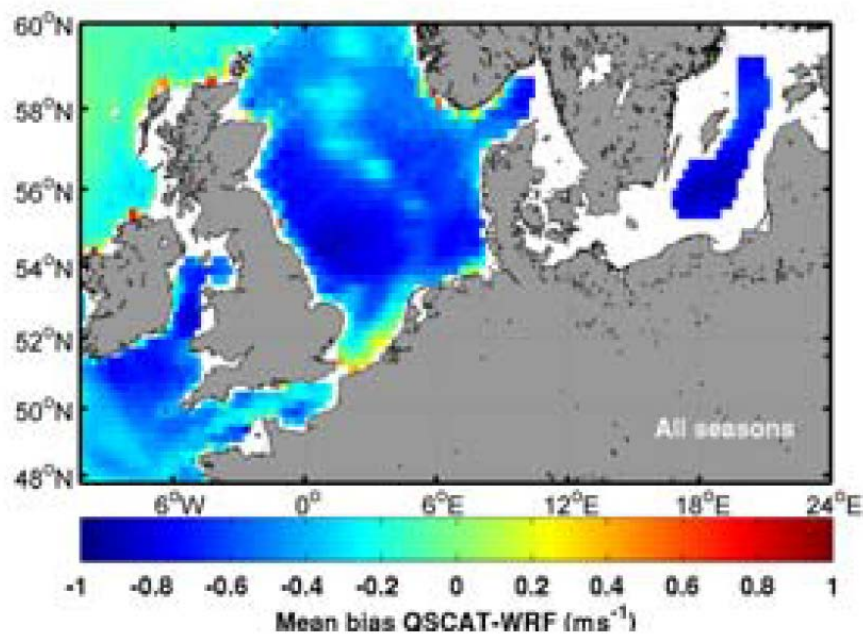 60°N
58°N
56°N
54°N
52°N
50°N
48°N
All seasons
6°W 0° 6°E 12°E 18°E 24°E
-1 -0.8 -0.6 -0.4 -0.2 0 0.2 0.4 0.6 0.8 1
Mean bias QSCAT-WRF (ms⁻¹)